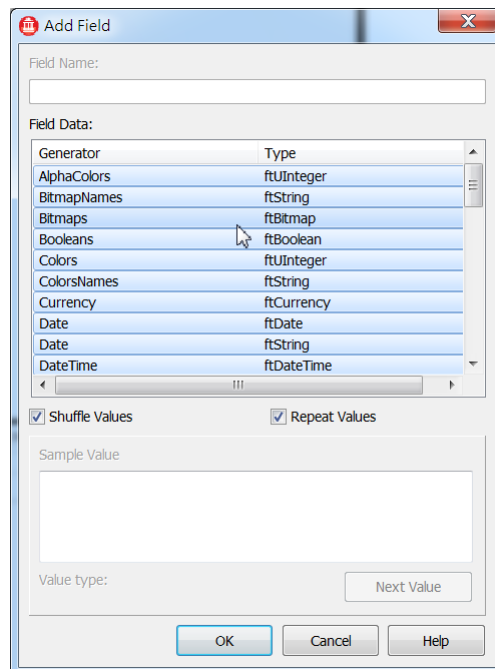 Add Field
Field Name:
Field Data:
Generator Type
AlphaColors ftUInteger
BitmapNames ftString
Bitmaps ftBitmap
Booleans ftBoolean
Colors ftUInteger
ColorsNames ftString
Currency ftCurrency
Date ftDate
Date ftString
DateTime ftDateTime
Shuffle Values Repeat Values
Sample Value
Value type: Next Value
OK Cancel Help